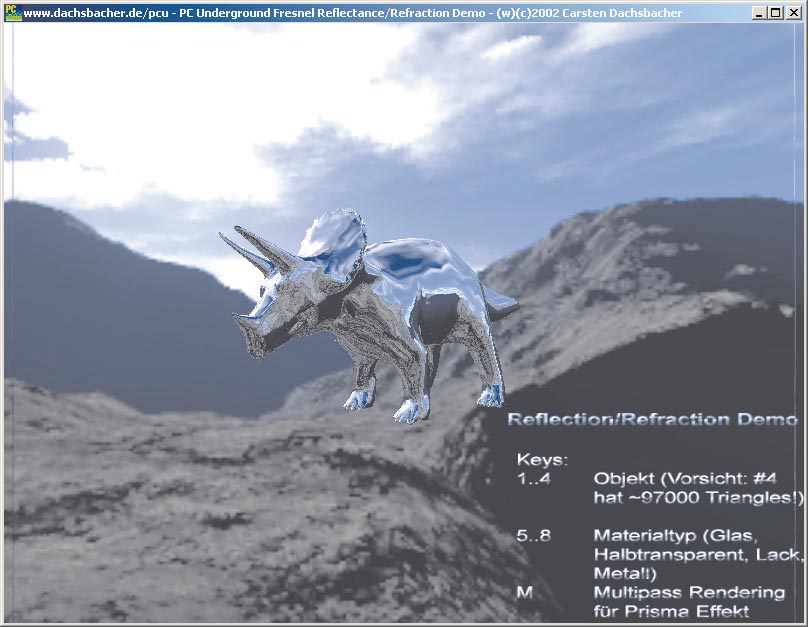 www.dachsbacher.de/pcu - PC Underground Fresnel Reflectance/Refraction Demo - (w)(c)2002 Carsten Dachsbacher
Reflection/Refraction Demo
Keys:
1..4 Objekt (Vorsicht: #4
hat ~97000 Triangles!)
5..8 Materialtyp (Glas,
Halbtransparent, Lack,
Metall)
M Multipass Rendering
für Prisma Effekt